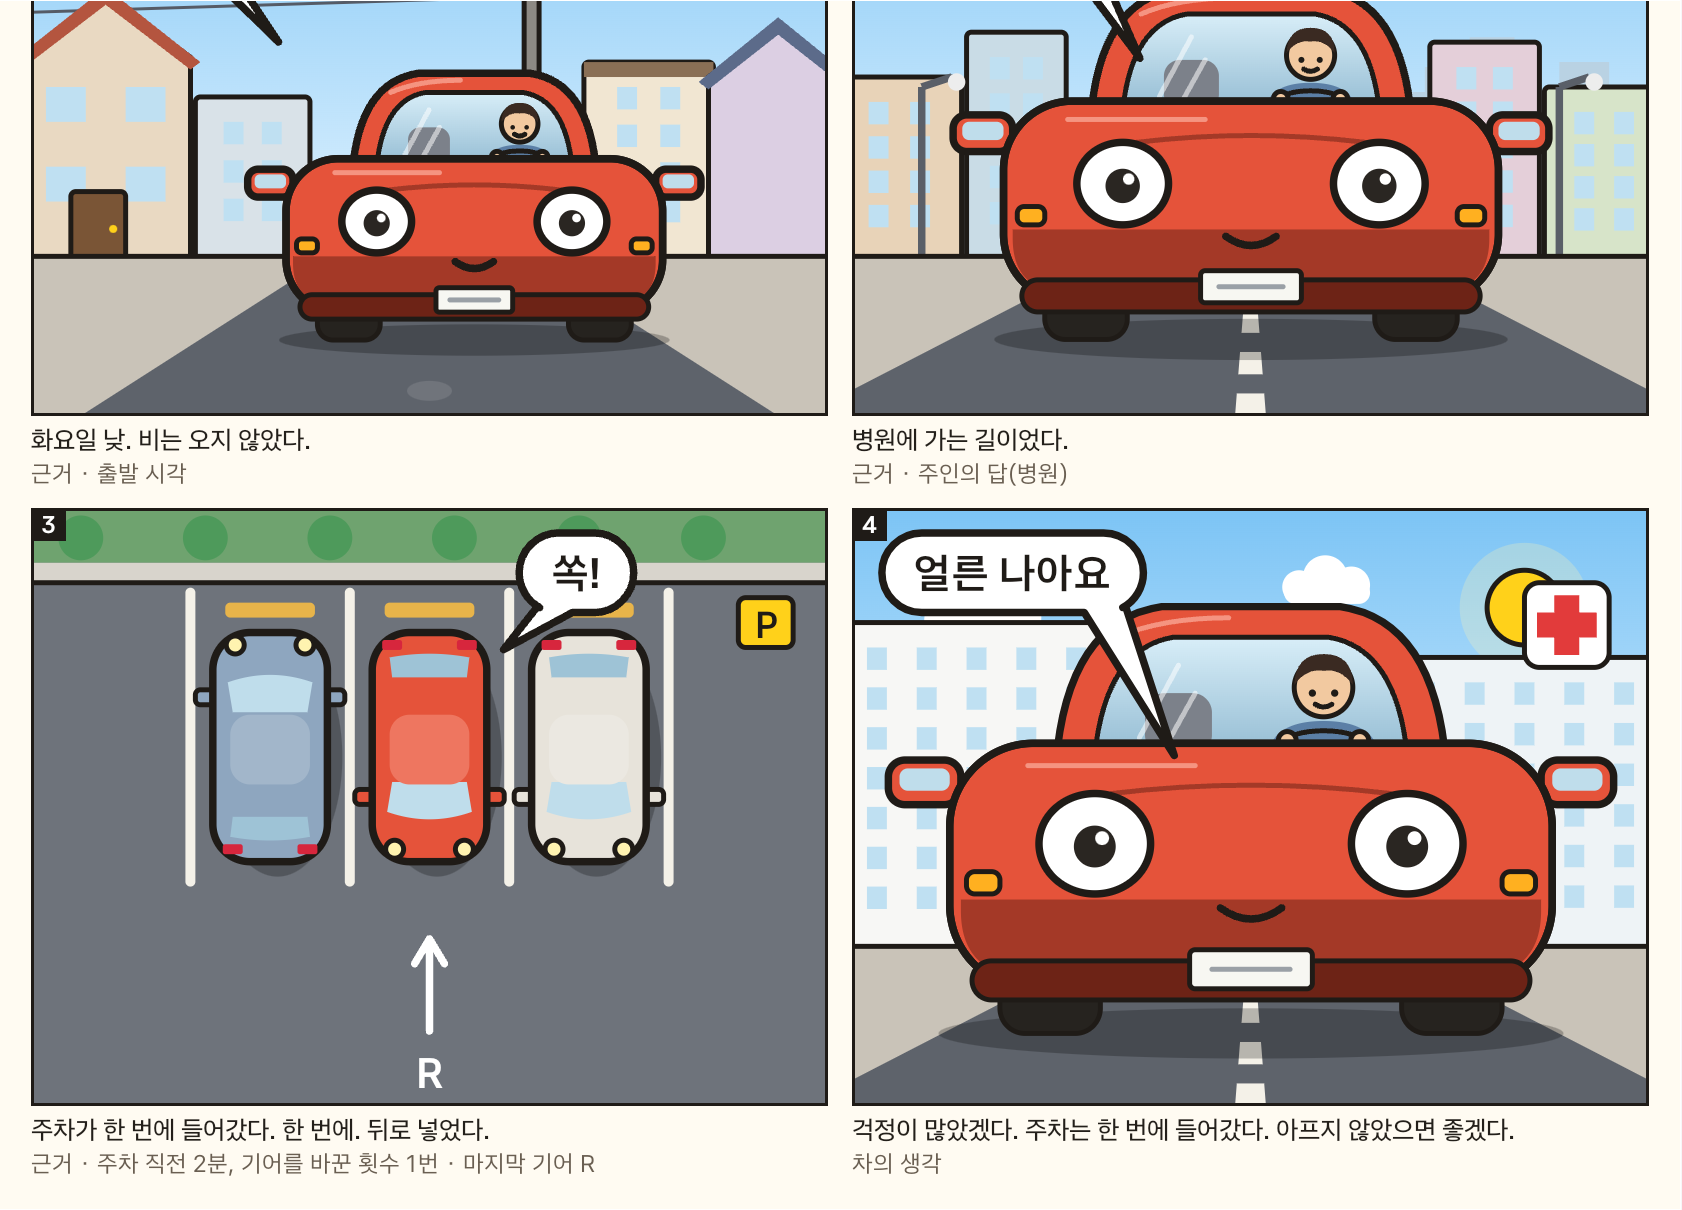 화요일 낮. 비는 오지 않았다.
근거 · 출발 시각
병원에 가는 길이었다.
근거 · 주인의 답(병원)
3
쏙!
P
R
주차가 한 번에 들어갔다. 한 번에. 뒤로 넣었다.
근거 · 주차 직전 2분, 기어를 바꾼 횟수 1번 · 마지막 기어 R
4
얼른 나아요
걱정이 많았겠다. 주차는 한 번에 들어갔다. 아프지 않았으면 좋겠다.
차의 생각